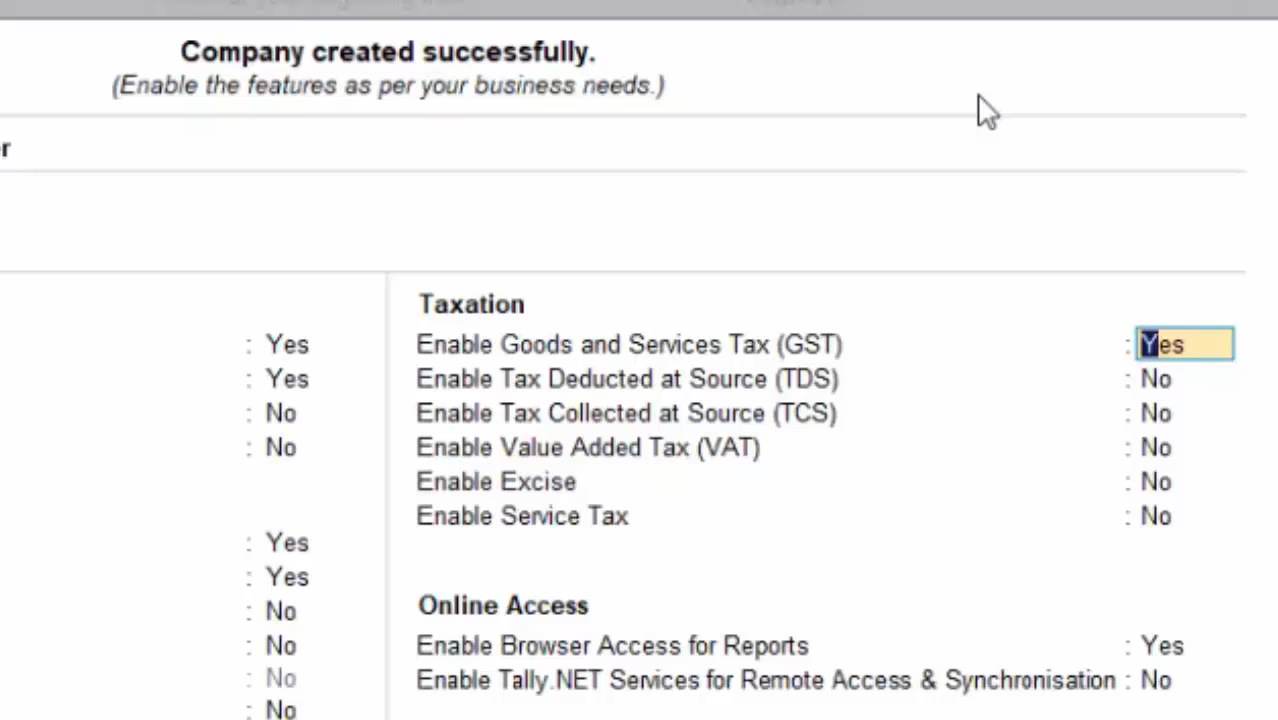 Company created successfully.
(Enable the features as per your business needs.)
r
: Yes
: Yes
: No
: No
: Yes
: Yes
: No
: No
: No
: No
Taxation
Enable Goods and Services Tax (GST) : Yes
Enable Tax Deducted at Source (TDS) : No
Enable Tax Collected at Source (TCS) : No
Enable Value Added Tax (VAT) : No
Enable Excise : No
Enable Service Tax : No
Online Access
Enable Browser Access for Reports : Yes
Enable Tally.NET Services for Remote Access & Synchronisation : No